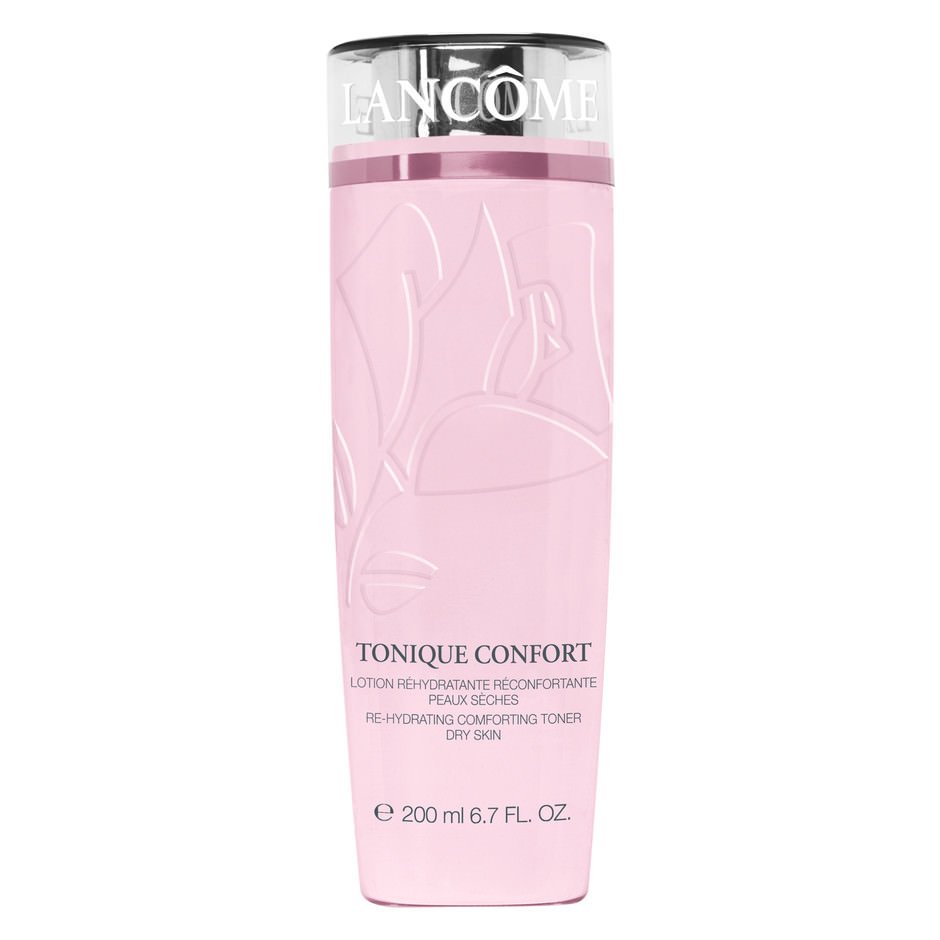 LANCÔME
TONIQUE CONFORT
LOTION RÉHYDRATANTE RÉCONFORTANTE
PEAUX SÈCHES
RE-HYDRATING COMFORTING TONER
DRY SKIN
℮ 200 ml 6.7 FL. OZ.